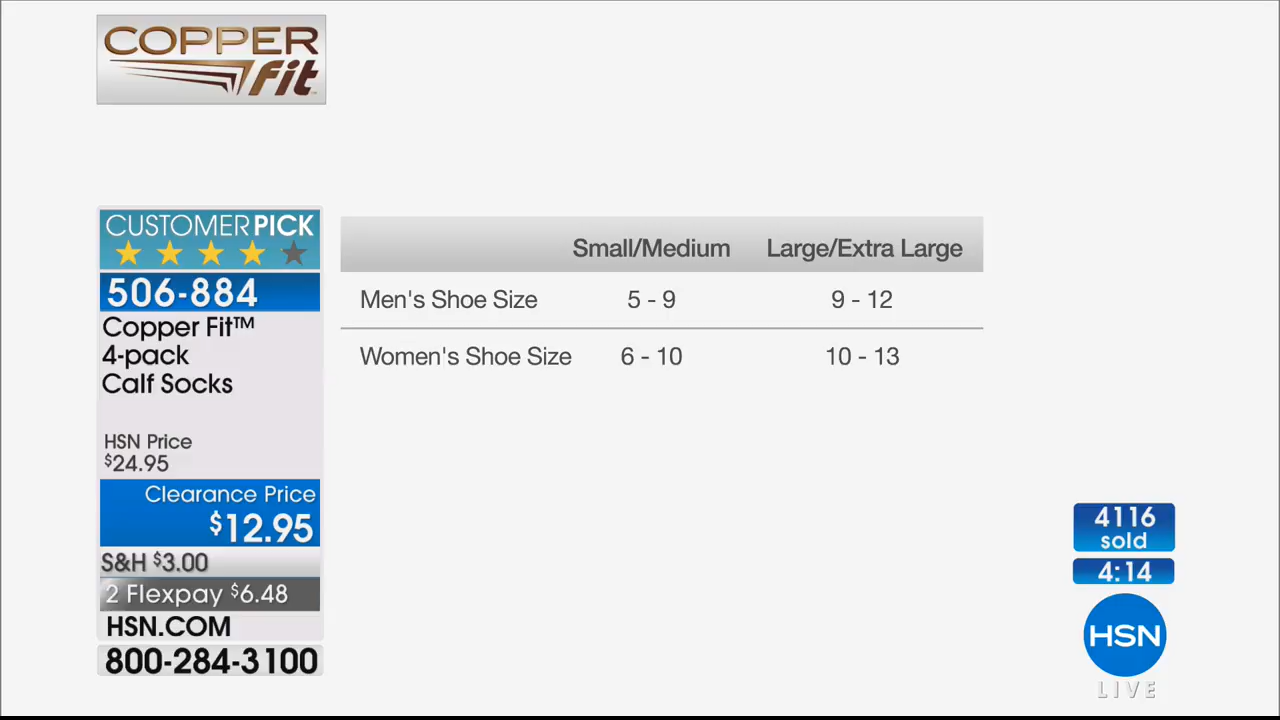 COPPER
fit
CUSTOMER PICK
506-884
Copper Fit™
4-pack
Calf Socks
HSN Price
$24.95
Clearance Price
$12.95
S&H $3.00
2 Flexpay $6.48
HSN.COM
800-284-3100
Small/Medium Large/Extra Large
Men's Shoe Size 5 - 9 9 - 12
Women's Shoe Size 6 - 10 10 - 13
4116
sold
4:14
HSN
LIVE